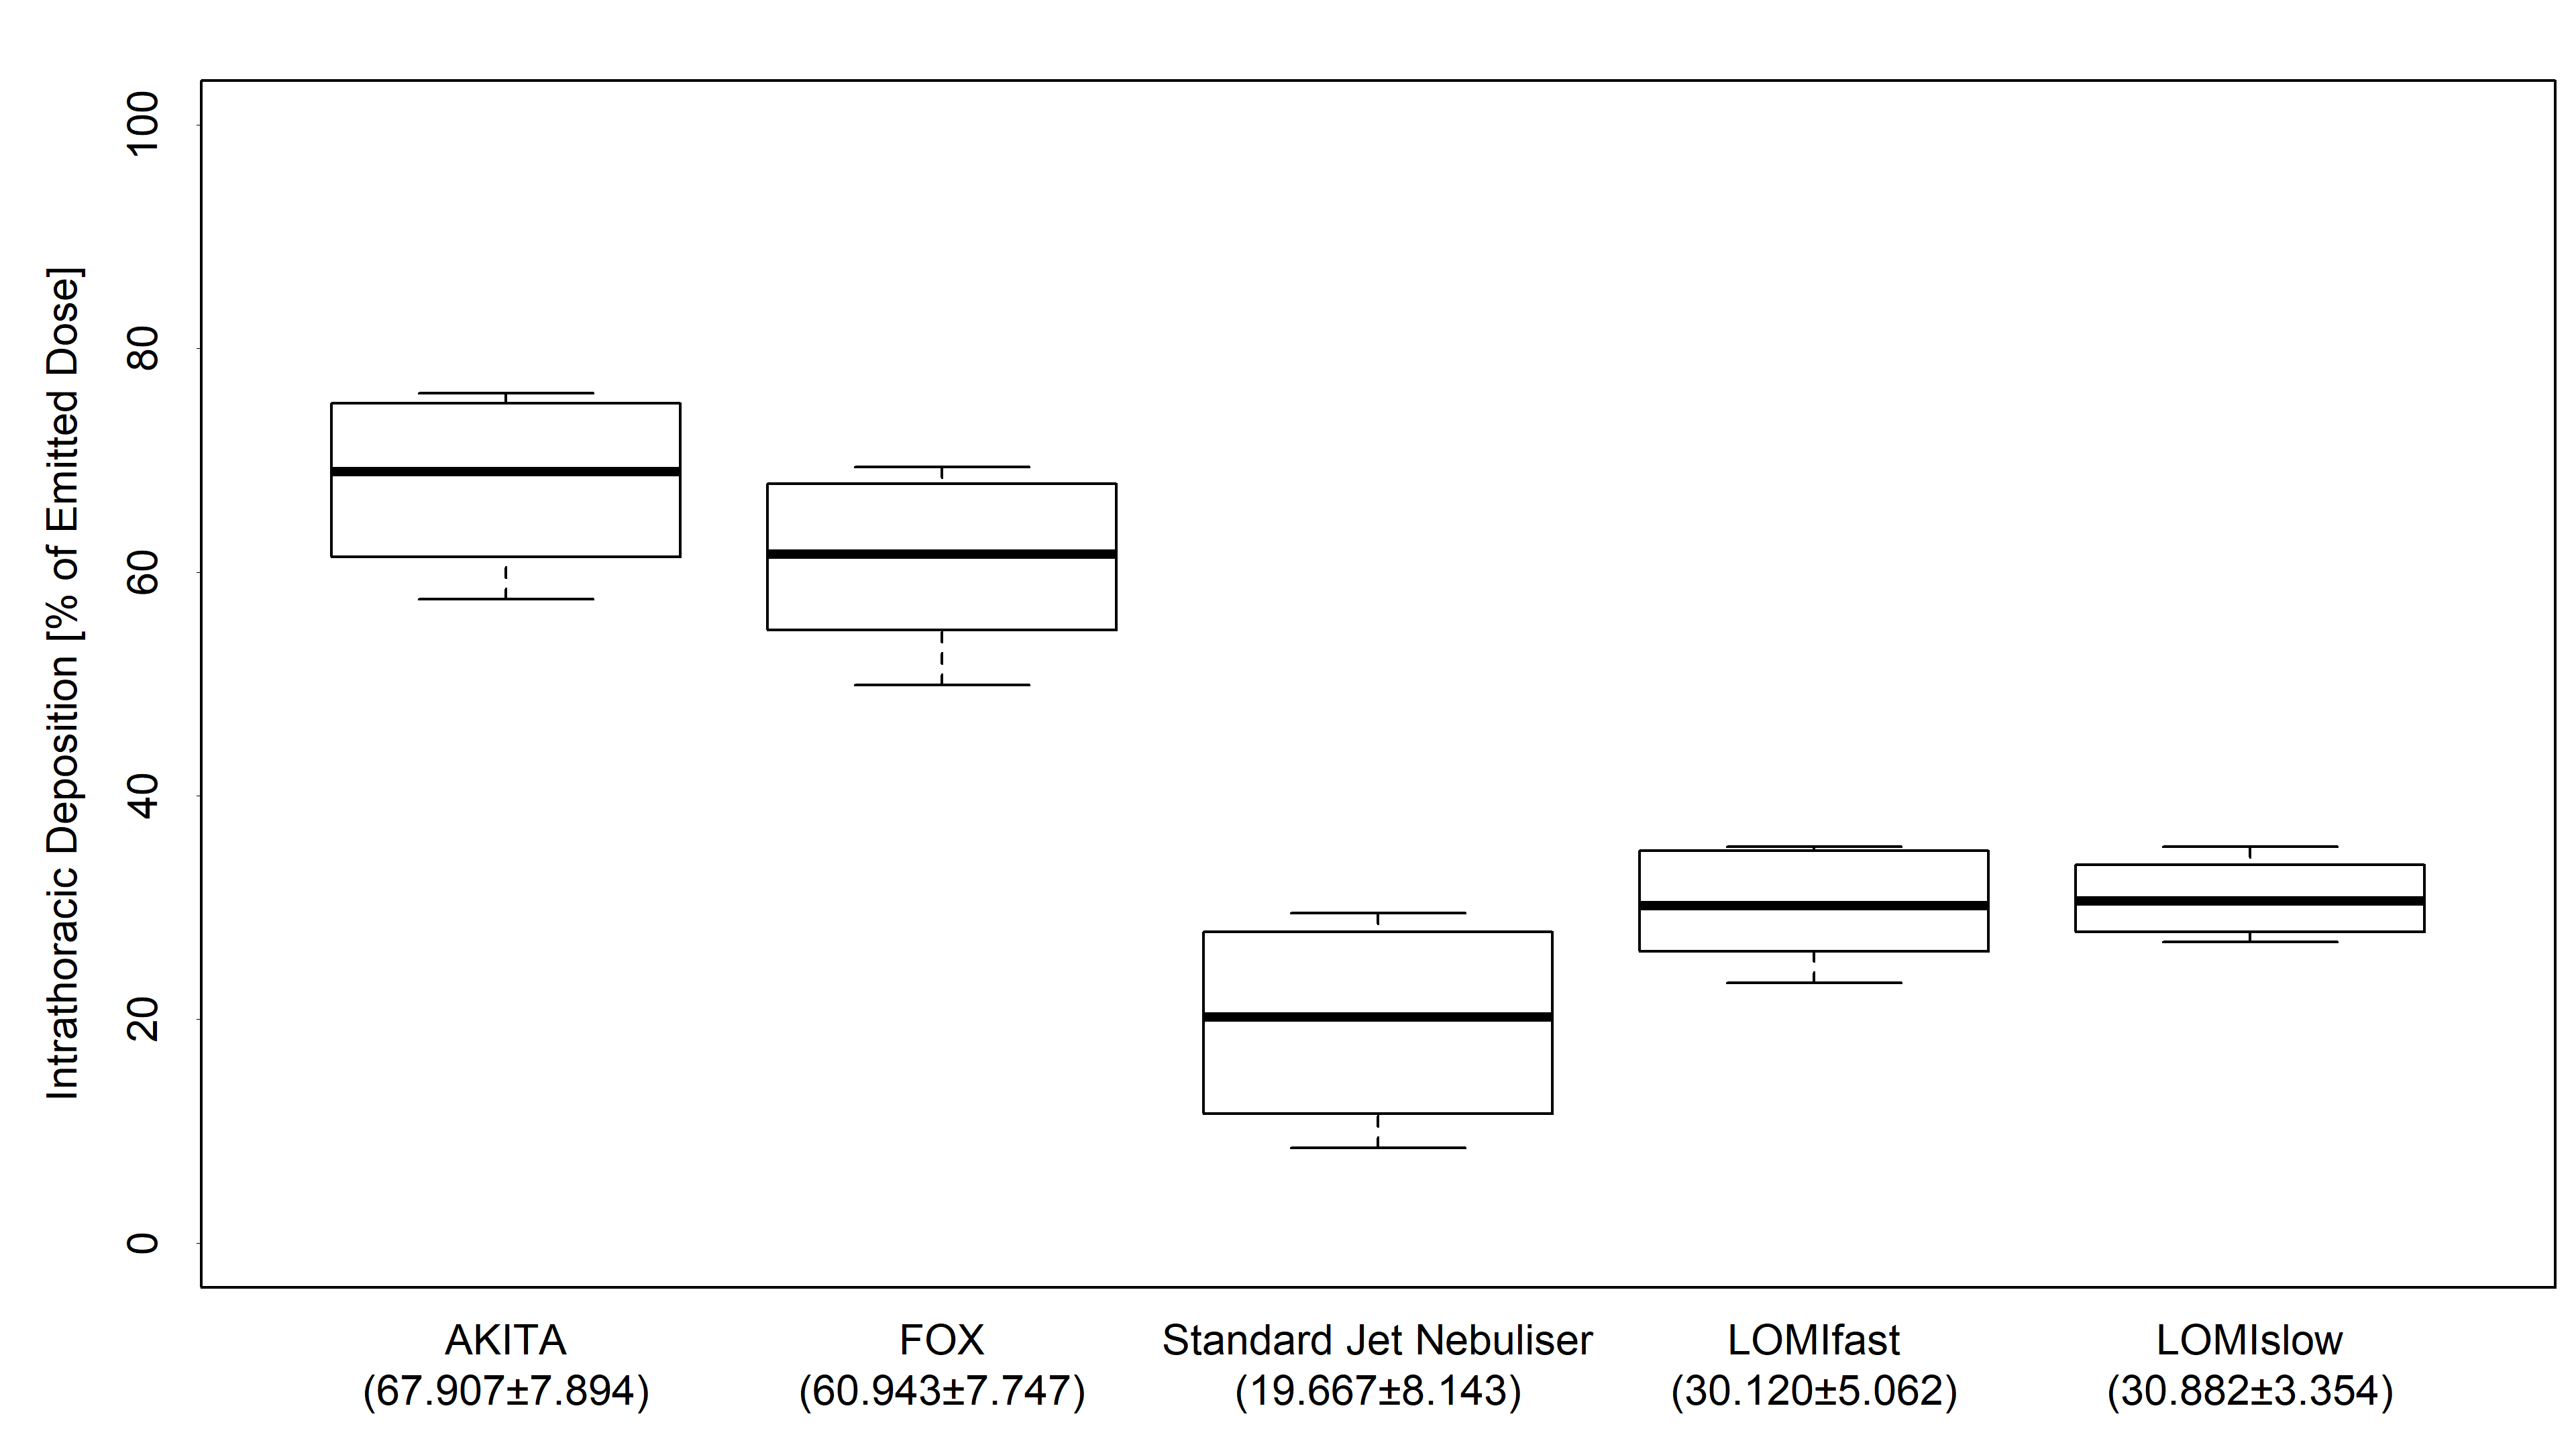 Intrathoracic Deposition [% of Emitted Dose]
100
80
60
40
20
0
AKITA
(67.907±7.894)
FOX
(60.943±7.747)
Standard Jet Nebuliser
(19.667±8.143)
LOMIfast
(30.120±5.062)
LOMIslow
(30.882±3.354)